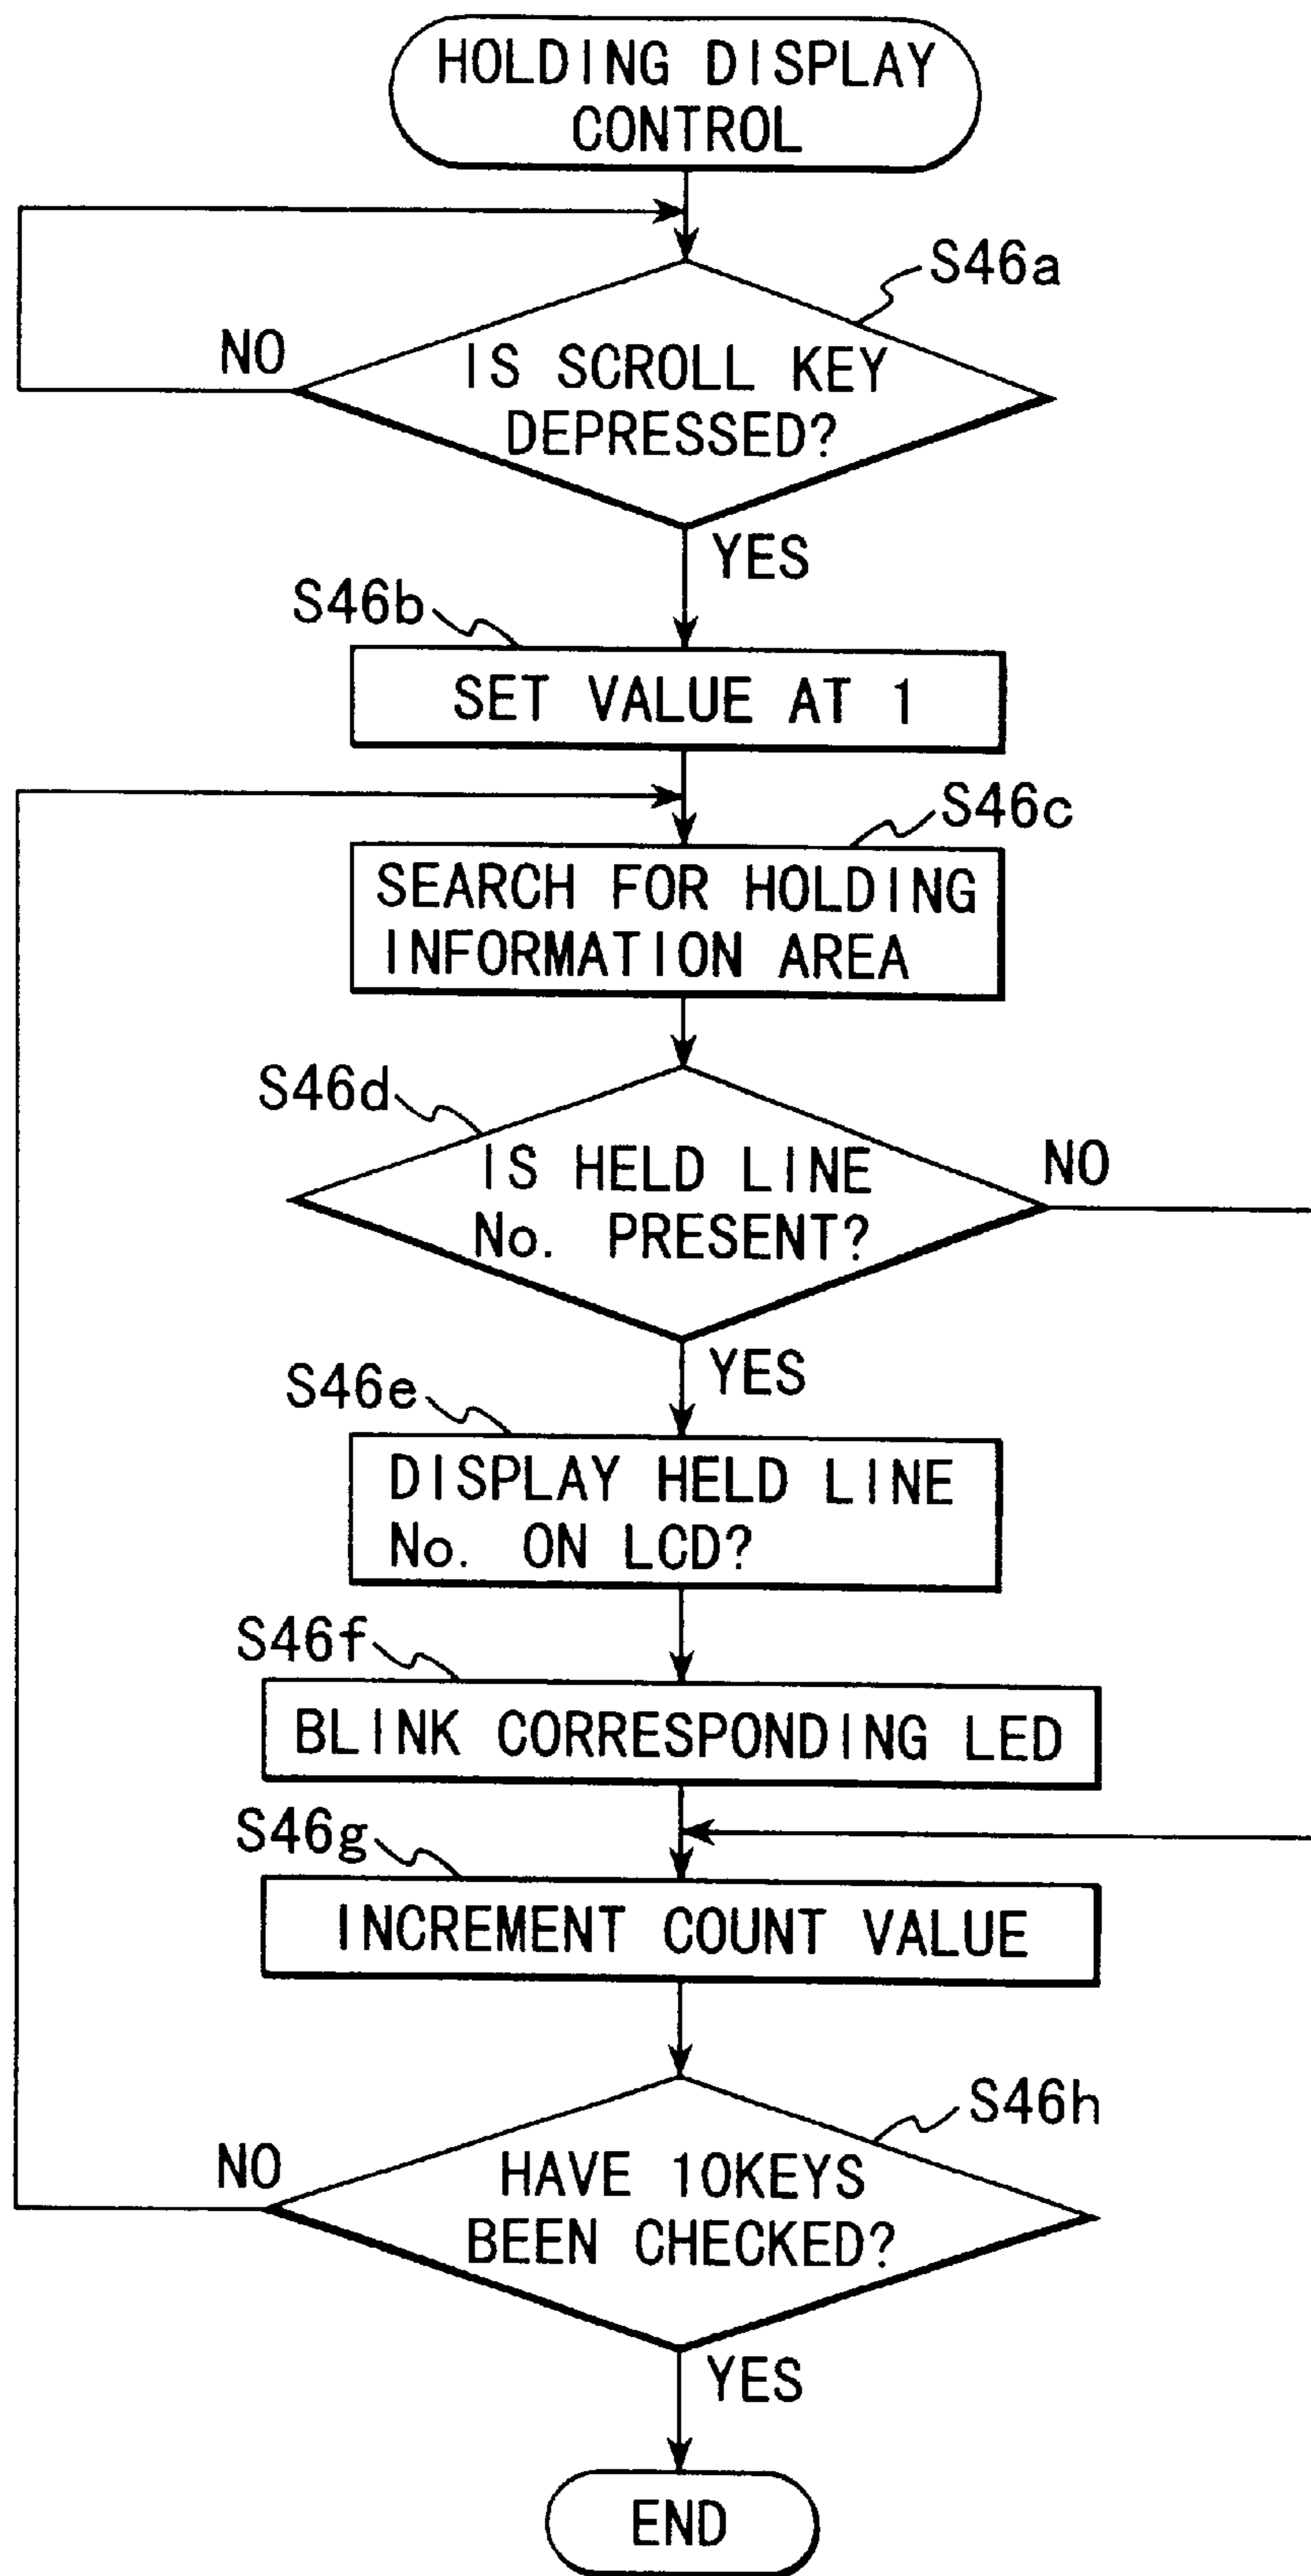 HOLDING DISPLAY
CONTROL
S46a
NO
IS SCROLL KEY
DEPRESSED?
YES
S46b
SET VALUE AT 1
S46c
SEARCH FOR HOLDING
INFORMATION AREA
S46d
IS HELD LINE
No. PRESENT?
NO
YES
S46e
DISPLAY HELD LINE
No. ON LCD?
S46f
BLINK CORRESPONDING LED
S46g
INCREMENT COUNT VALUE
S46h
NO
HAVE 10KEYS
BEEN CHECKED?
YES
END